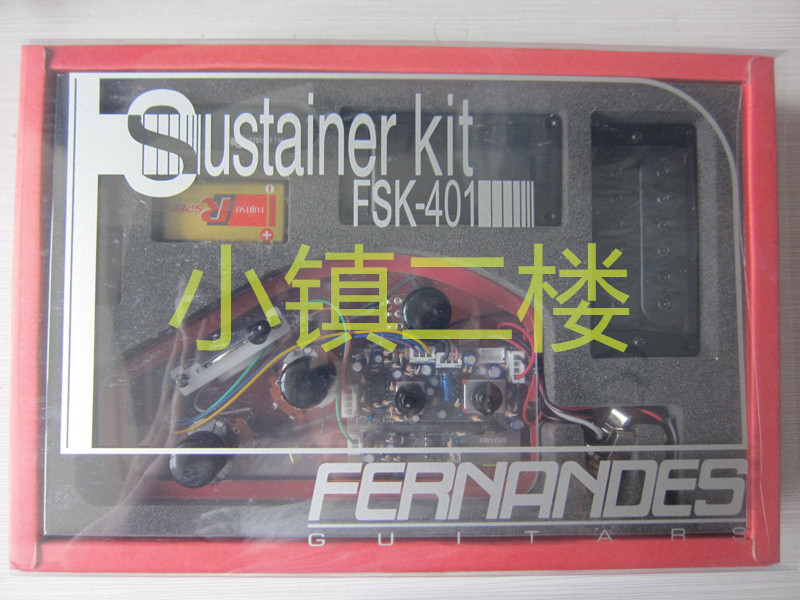 Sustainer kit
FSK-401
小镇二楼
FERNANDES
GUITARS